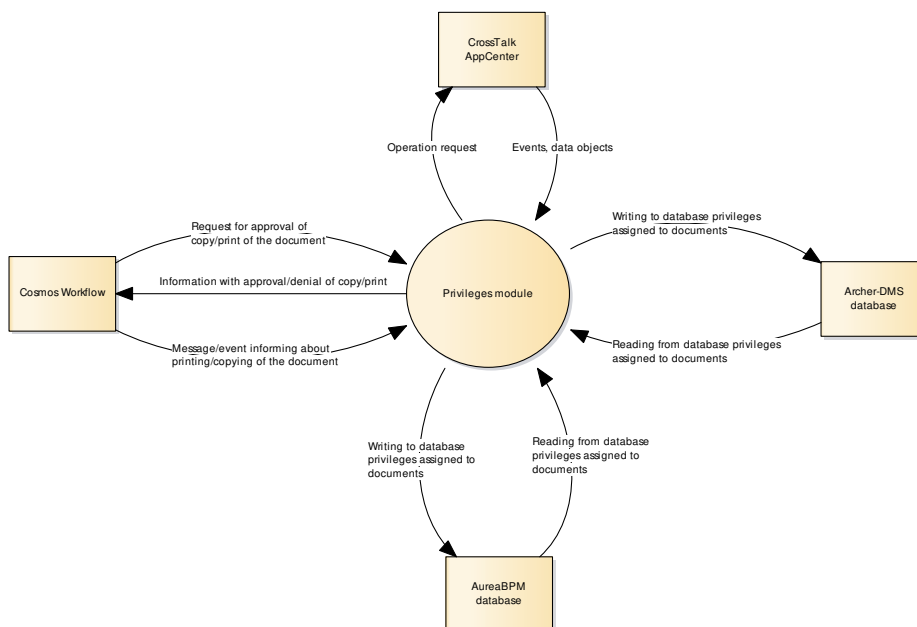 CrossTalk
AppCenter
Operation request
Events, data objects
Request for approval of
copy/print of the document
Writing to database privileges
assigned to documents
Cosmos Workflow
Information with approval/denial of copy/print
Privileges module
Archer-DMS
database
Message/event informing about
printing/copying of the document
Reading from database privileges
assigned to documents
Writing to database
privileges assigned to
documents
Reading from database
privileges assigned to
documents
AureaBPM
database